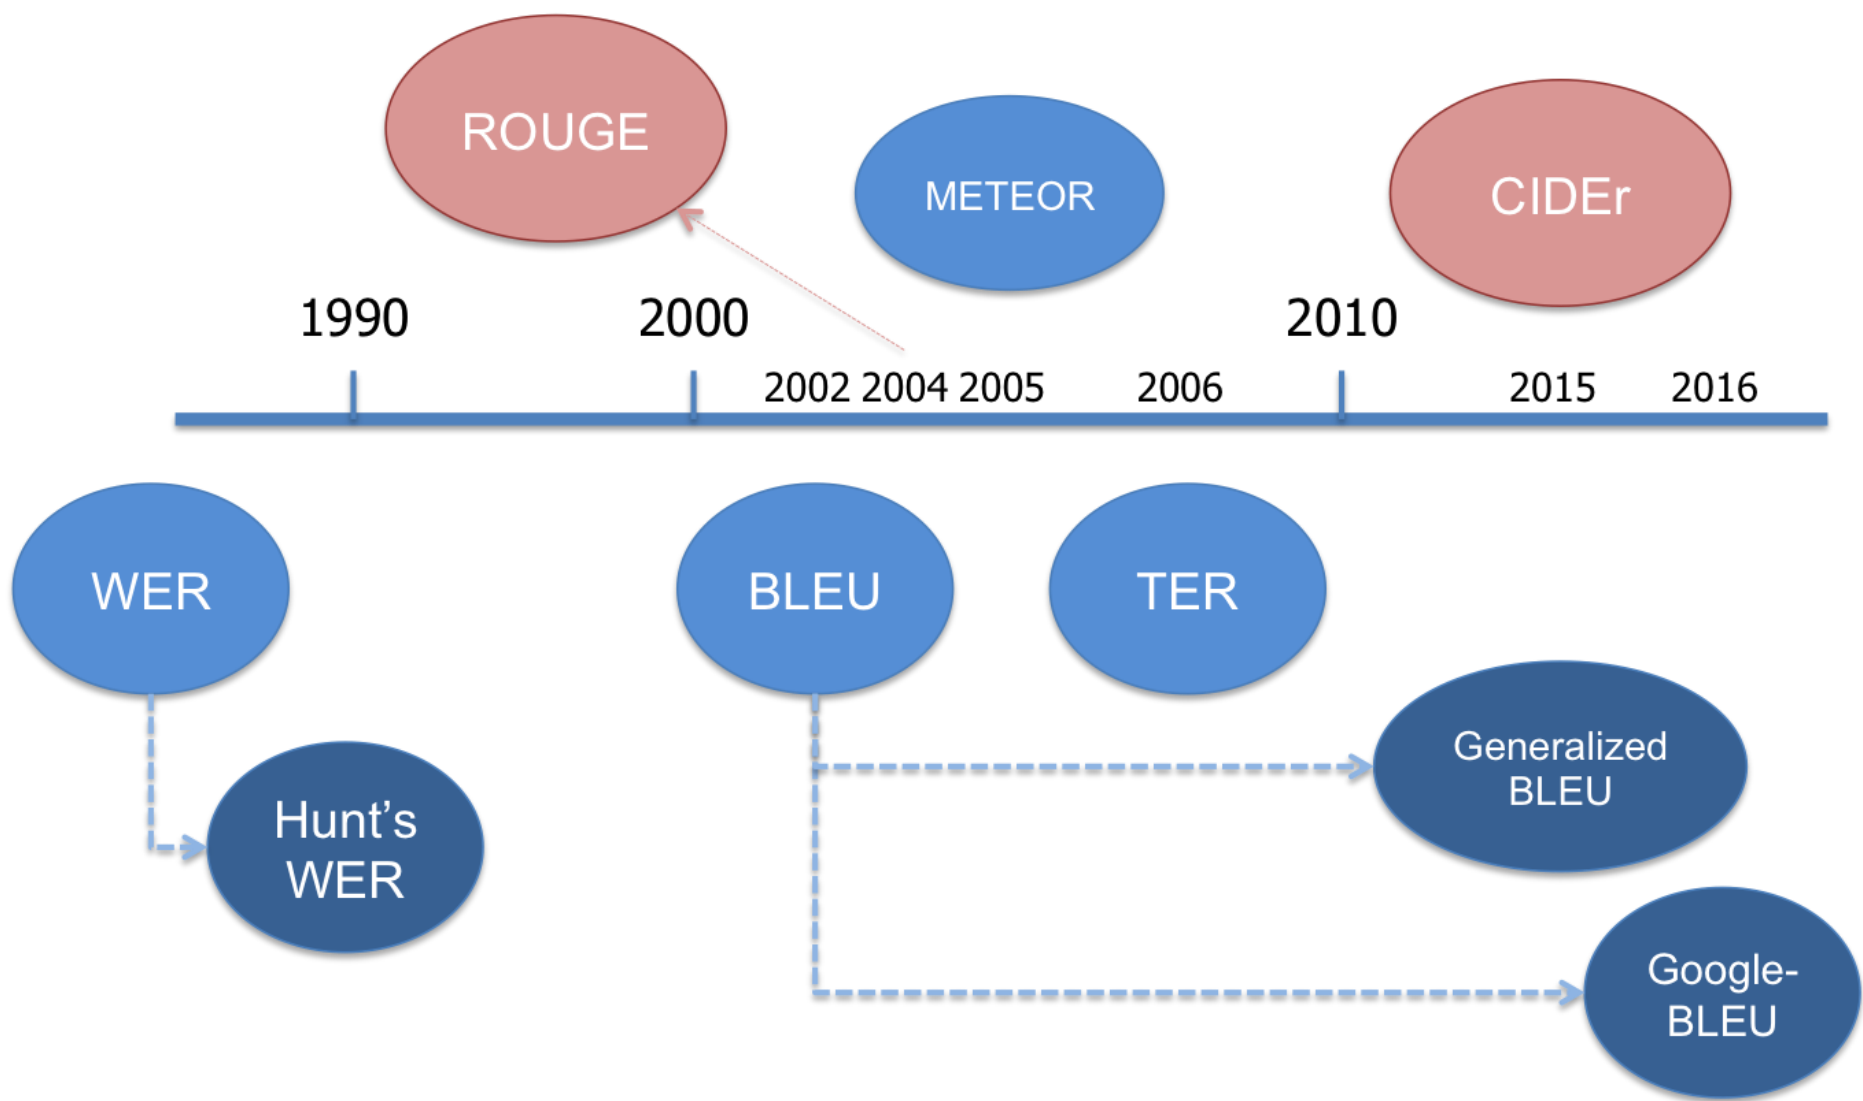 ROUGE
METEOR
CIDEr
1990
2000
2010
2002 2004 2005 2006 2015 2016
WER
BLEU
TER
Generalized
BLEU
Hunt’s
WER
Google-
BLEU